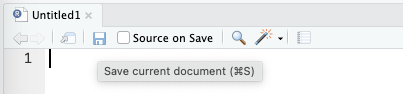 Untitled1
Source on Save
1
Save current document (⌘S)